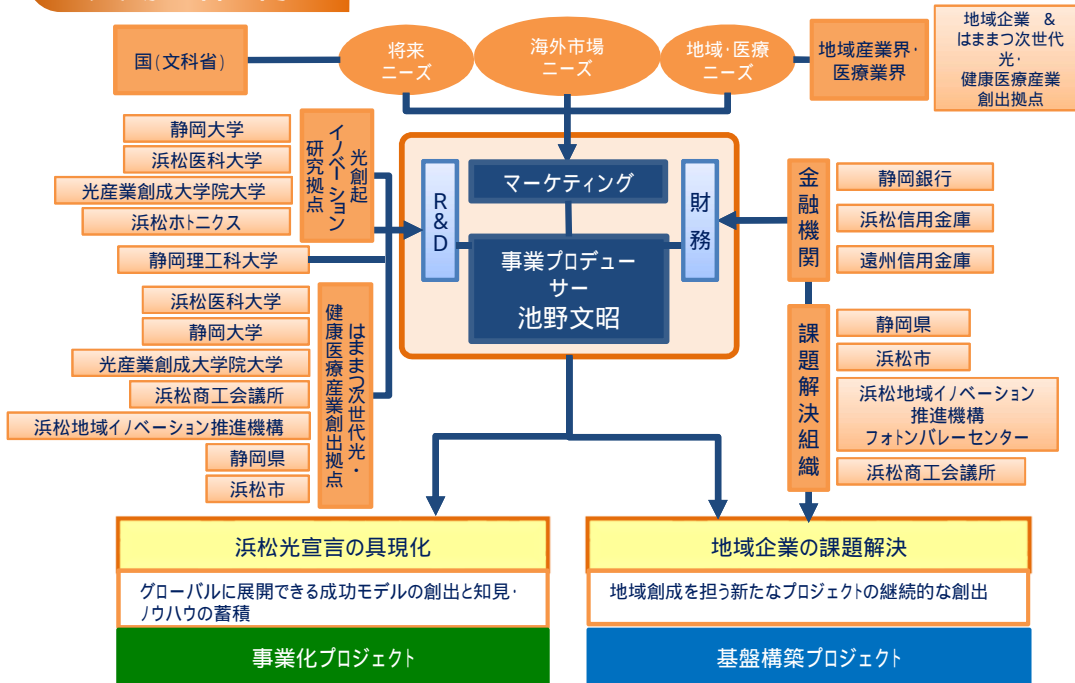 国(文科省)
将来
ニーズ
海外市場
ニーズ
地域・医療
ニーズ
地域産業界・
医療業界
地域企業 &
はままつ次世代
光・
健康医療産業
創出拠点
静岡大学
浜松医科大学
光産業創成大学院大学
浜松ホトニクス
光創起
イノベーション
研究拠点
静岡理工科大学
浜松医科大学
静岡大学
光産業創成大学院大学
浜松商工会議所
浜松地域イノベーション推進機構
静岡県
浜松市
はままつ次世代光・
健康医療産業創出拠点
R&D
マーケティング
事業プロデュー
サー
池野文昭
財務
金融機関
静岡銀行
浜松信用金庫
遠州信用金庫
課題解決組織
静岡県
浜松市
浜松地域イノベーション
推進機構
フォトンバレーセンター
浜松商工会議所
浜松光宣言の具現化
グローバルに展開できる成功モデルの創出と知見・
ノウハウの蓄積
事業化プロジェクト
地域企業の課題解決
地域創成を担う新たなプロジェクトの継続的な創出
基盤構築プロジェクト